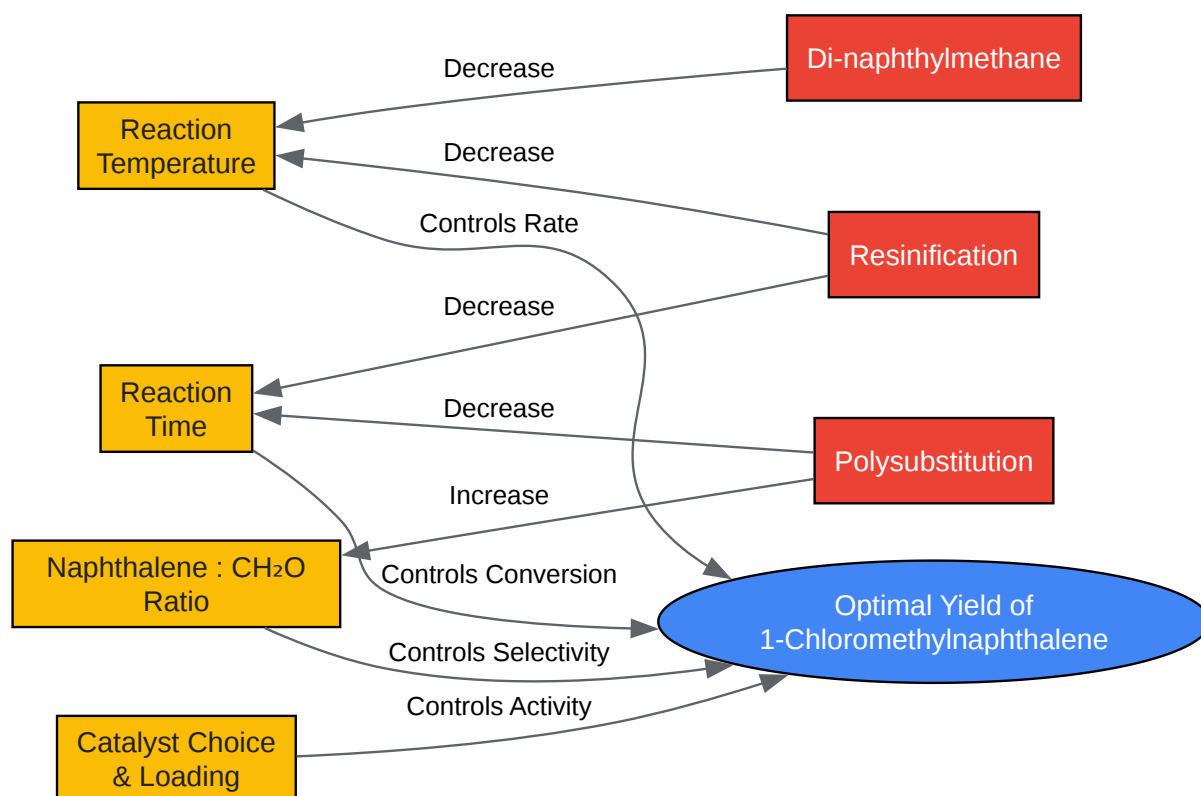 Di-naphthylmethane
Decrease
Reaction
Temperature
Decrease
Controls Rate
Resinification
Decrease
Reaction
Time
Decrease
Polysubstitution
Increase
Naphthalene : CH₂O
Ratio
Controls Conversion
Optimal Yield of
1-Chloromethylnaphthalene
Controls Selectivity
Controls Activity
Catalyst Choice
& Loading